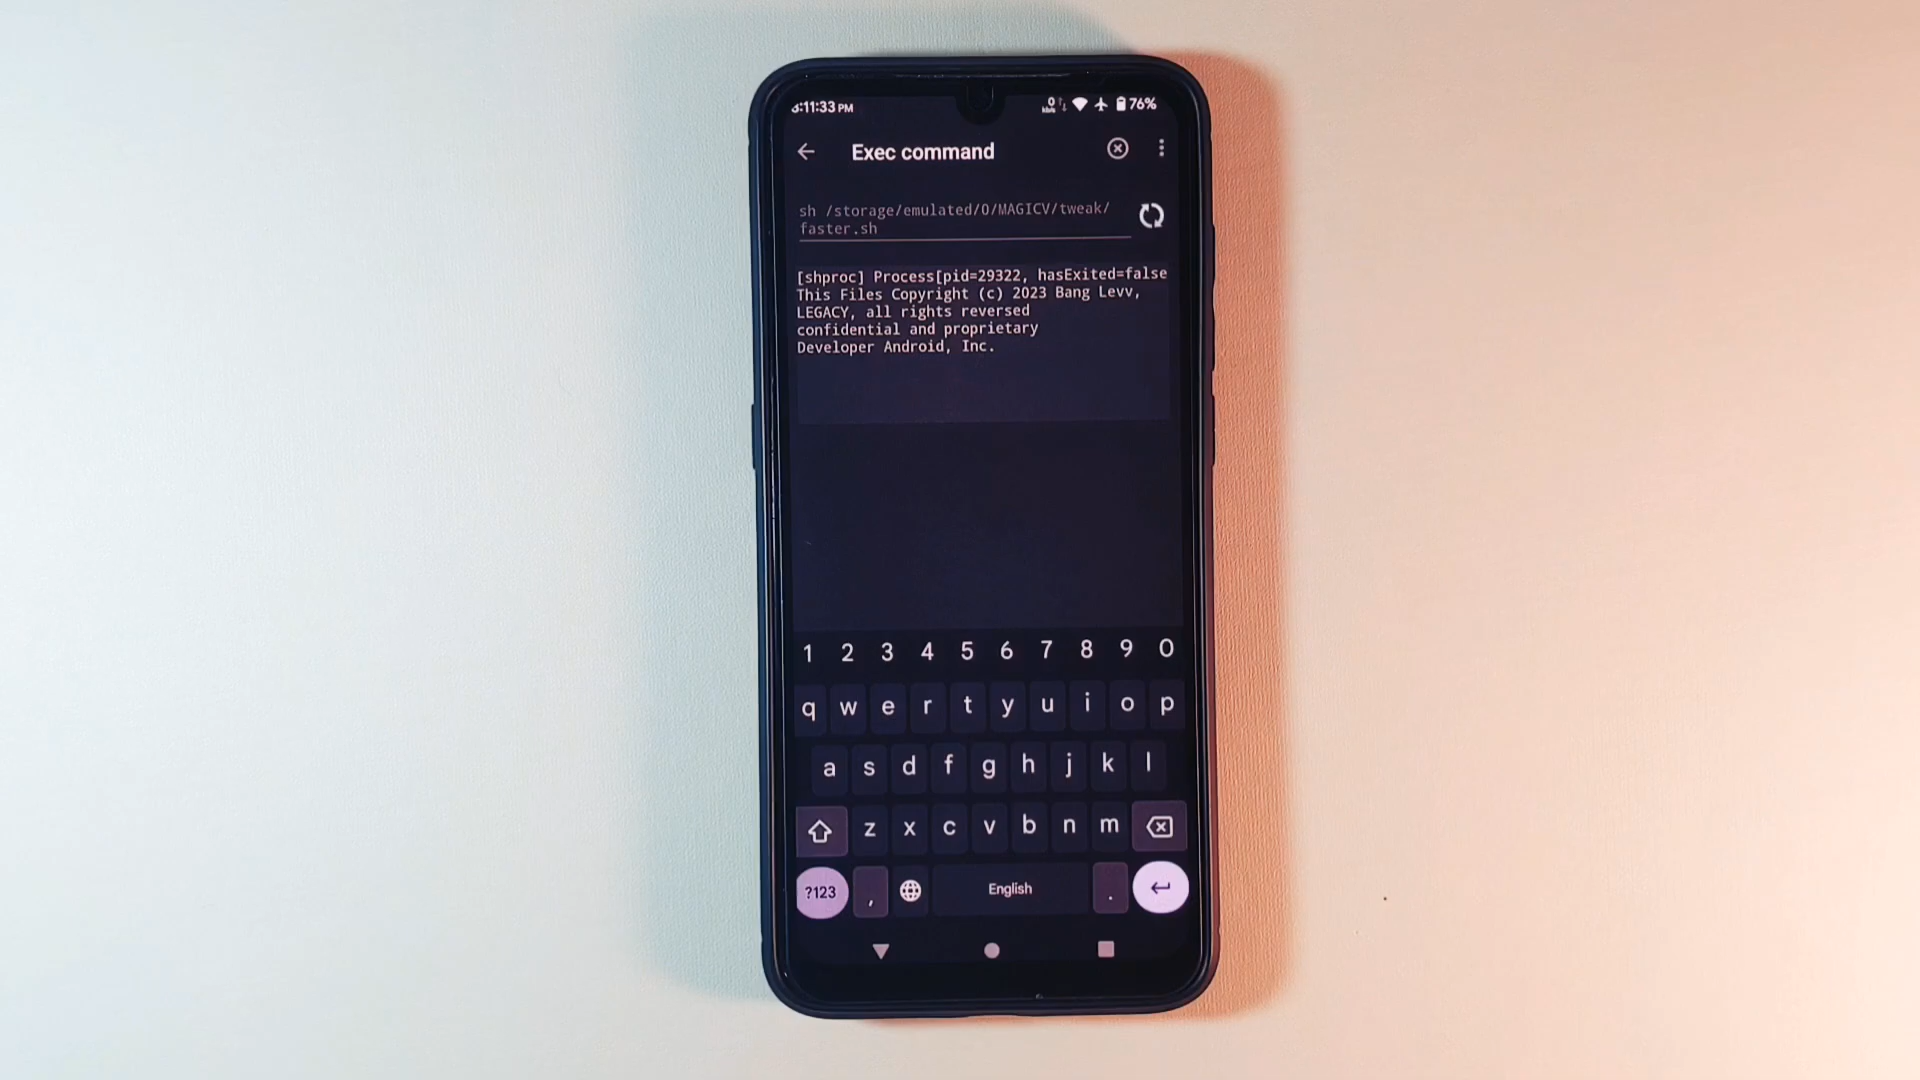 :11:33 PM
76%
Exec command
sh /storage/emulated/0/MAGICV/tweak/
faster.sh
[shproc] Process[pid=29322, hasExited=false
This Files Copyright (c) 2023 Bang Levv,
LEGACY, all rights reversed
confidential and proprietary
Developer Android, Inc.
1 2 3 4 5 6 7 8 9 0
q w e r t y u i o p
a s d f g h j k l
z x c v b n m
?123 , English .